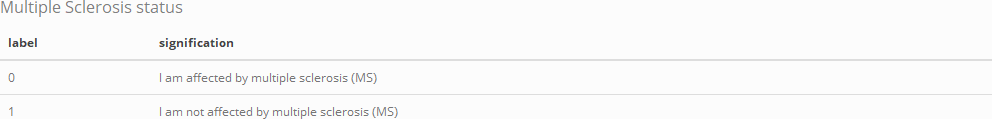 Multiple Sclerosis status
label signification
0 I am affected by multiple sclerosis (MS)
1 I am not affected by multiple sclerosis (MS)